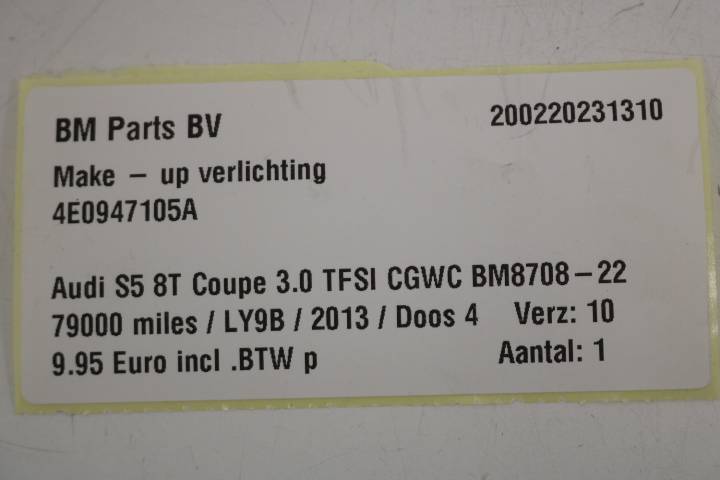 BM Parts BV 200220231310
Make – up verlichting
4E0947105A
Audi S5 8T Coupe 3.0 TFSI CGWC BM8708–22
79000 miles / LY9B / 2013 / Doos 4 Verz: 10
9.95 Euro incl .BTW p Aantal: 1